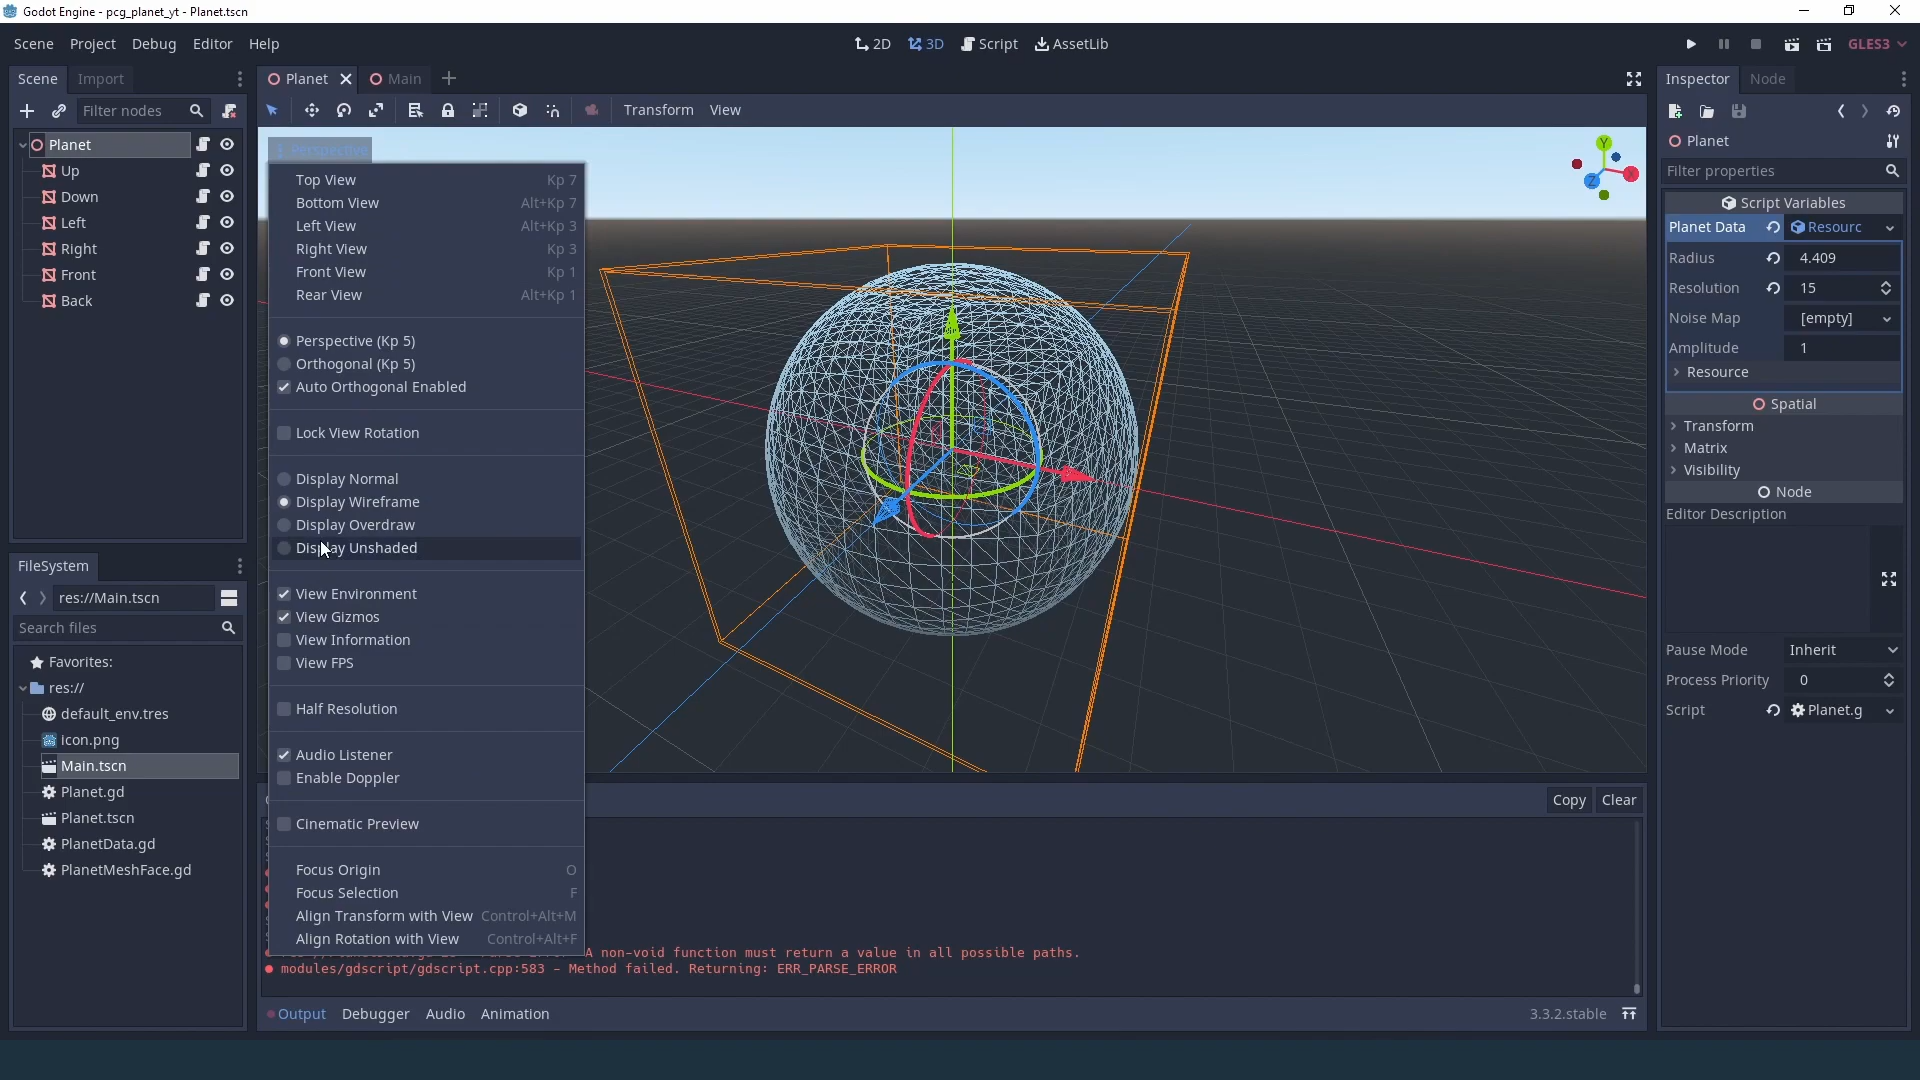 Godot Engine - pcg_planet_yt - Planet.tscn
Scene Project Debug Editor Help
2D 3D Script AssetLib
GLES3
Scene Import
Filter nodes
Planet
Up
Down
Left
Right
Front
Back
FileSystem
res://Main.tscn
Search files
Favorites:
res://
default_env.tres
icon.png
Main.tscn
Planet.gd
Planet.tscn
PlanetData.gd
PlanetMeshFace.gd
Planet Main
Transform View
Perspective
Top View Kp 7
Bottom View Alt+Kp 7
Left View Alt+Kp 3
Right View Kp 3
Front View Kp 1
Rear View Alt+Kp 1
Perspective (Kp 5)
Orthogonal (Kp 5)
Auto Orthogonal Enabled
Lock View Rotation
Display Normal
Display Wireframe
Display Overdraw
Display Unshaded
View Environment
View Gizmos
View Information
View FPS
Half Resolution
Audio Listener
Enable Doppler
Cinematic Preview
Focus Origin O
Focus Selection F
Align Transform with View Control+Alt+M
Align Rotation with View Control+Alt+F
Y
X
Z
Copy Clear
A non-void function must return a value in all possible paths.
modules/gdscript/gdscript.cpp:583 - Method failed. Returning: ERR_PARSE_ERROR
Output Debugger Audio Animation
3.3.2.stable
Inspector Node
Planet
Filter properties
Script Variables
Planet Data Resourc
Radius 4.409
Resolution 15
Noise Map [empty]
Amplitude 1
Resource
Spatial
Transform
Matrix
Visibility
Node
Editor Description
Pause Mode Inherit
Process Priority 0
Script Planet.g